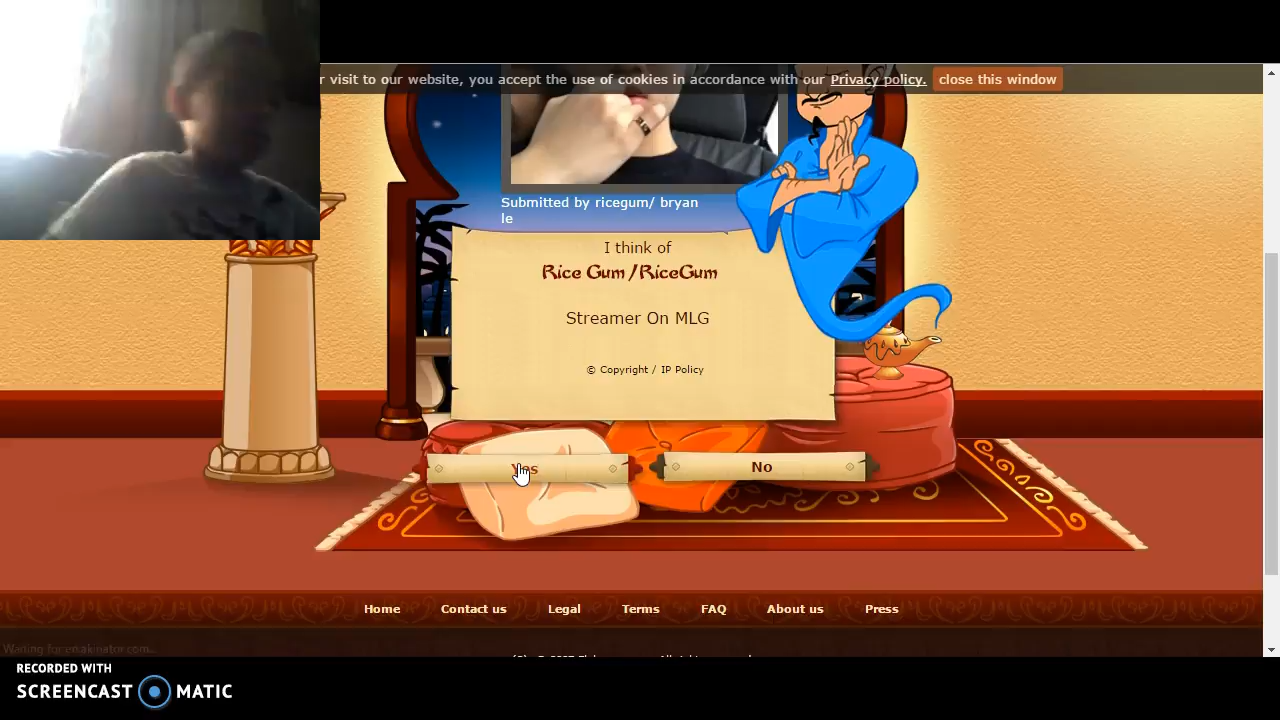 r visit to our website, you accept the use of cookies in accordance with our Privacy policy. close this window
Submitted by ricegum/ bryan
le
I think of
Rice Gum /RiceGum
Streamer On MLG
© Copyright / IP Policy
Yes
No
Home Contact us Legal Terms FAQ About us Press
RECORDED WITH
SCREENCAST MATIC